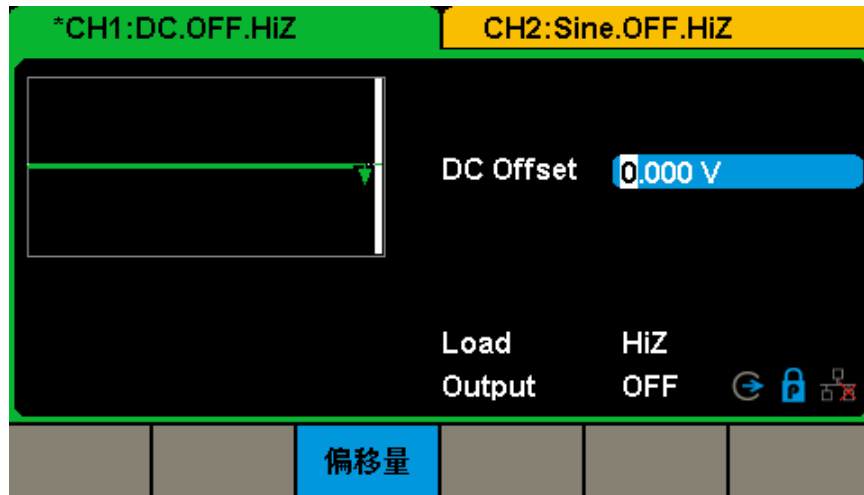 *CH1:DC.OFF.HiZ
CH2:Sine.OFF.HiZ
DC Offset 0.000 V
Load HiZ
Output OFF
P
偏移量